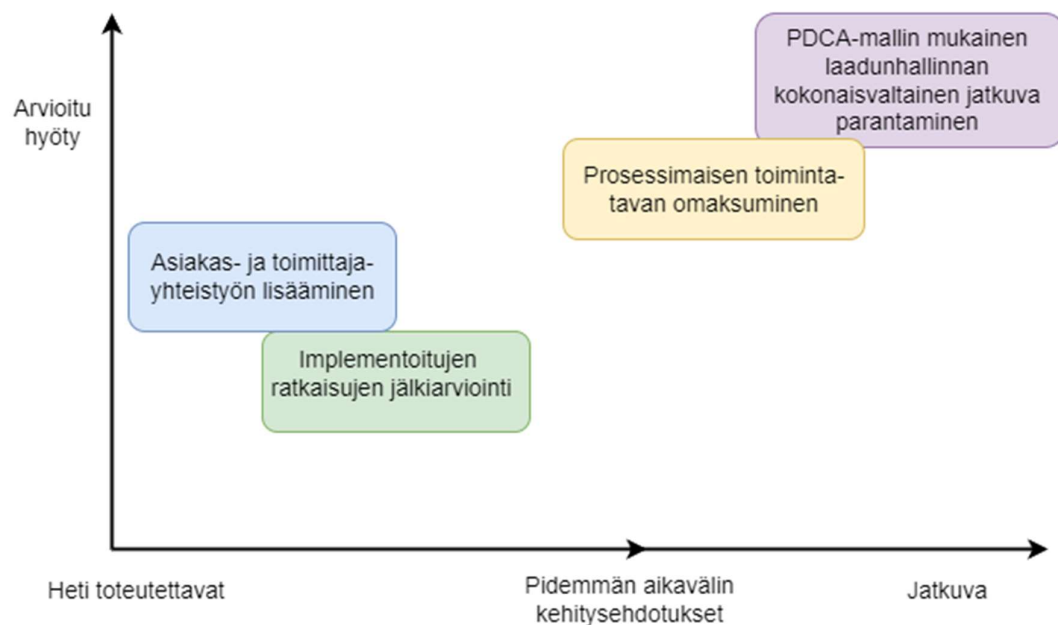 Arvioitu
hyöty
PDCA-mallin mukainen
laadunhallinnan
kokonaisvaltainen jatkuva
parantaminen
Prosessimaisen toiminta-
tavan omaksuminen
Asiakas- ja toimittaja-
yhteistyön lisääminen
Implementoitujen
ratkaisujen jälkiarviointi
Heti toteutettavat
Pidemmän aikavälin
kehitysehdotukset
Jatkuva